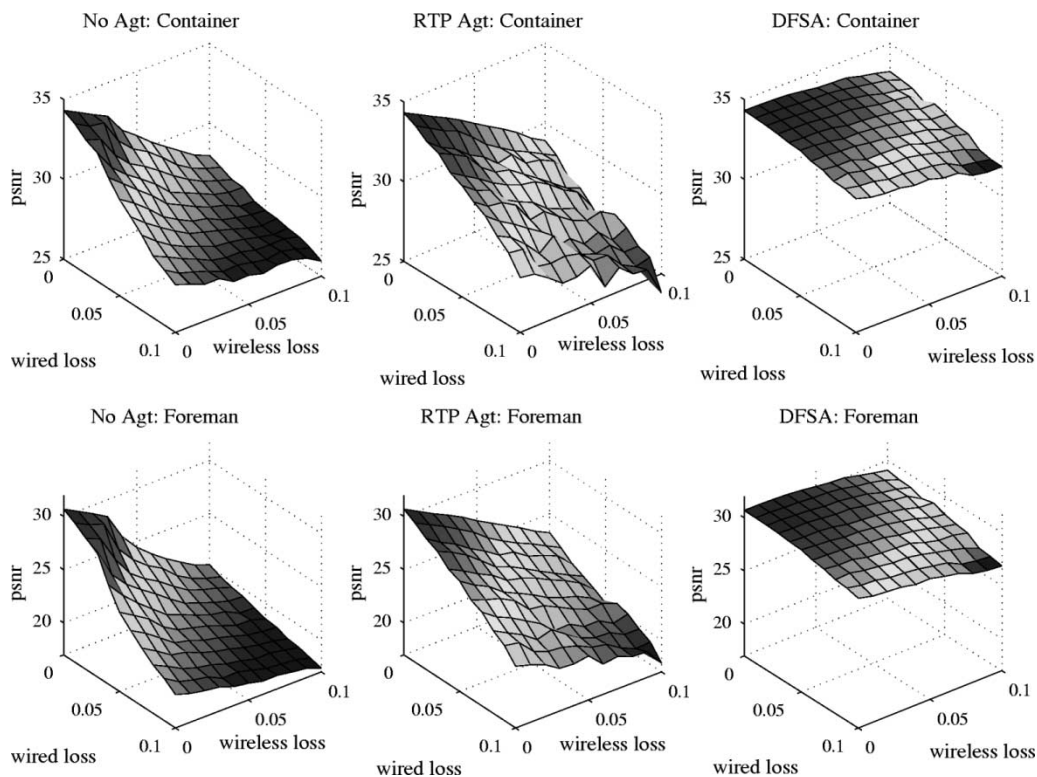 No Agt: Container
35
30
25
psnr
0
0.05
0.1
wired loss
0
0.05
0.1
wireless loss
RTP Agt: Container
35
30
25
psnr
0
0.05
0.1
wired loss
0
0.05
0.1
wireless loss
DFSA: Container
35
30
25
psnr
0
0.05
0.1
wired loss
0
0.05
0.1
wireless loss
No Agt: Foreman
30
25
20
psnr
0
0.05
0.1
wired loss
0
0.05
0.1
wireless loss
RTP Agt: Foreman
30
25
20
psnr
0
0.05
0.1
wired loss
0
0.05
0.1
wireless loss
DFSA: Foreman
30
25
20
psnr
0
0.05
0.1
wired loss
0
0.05
0.1
wireless loss